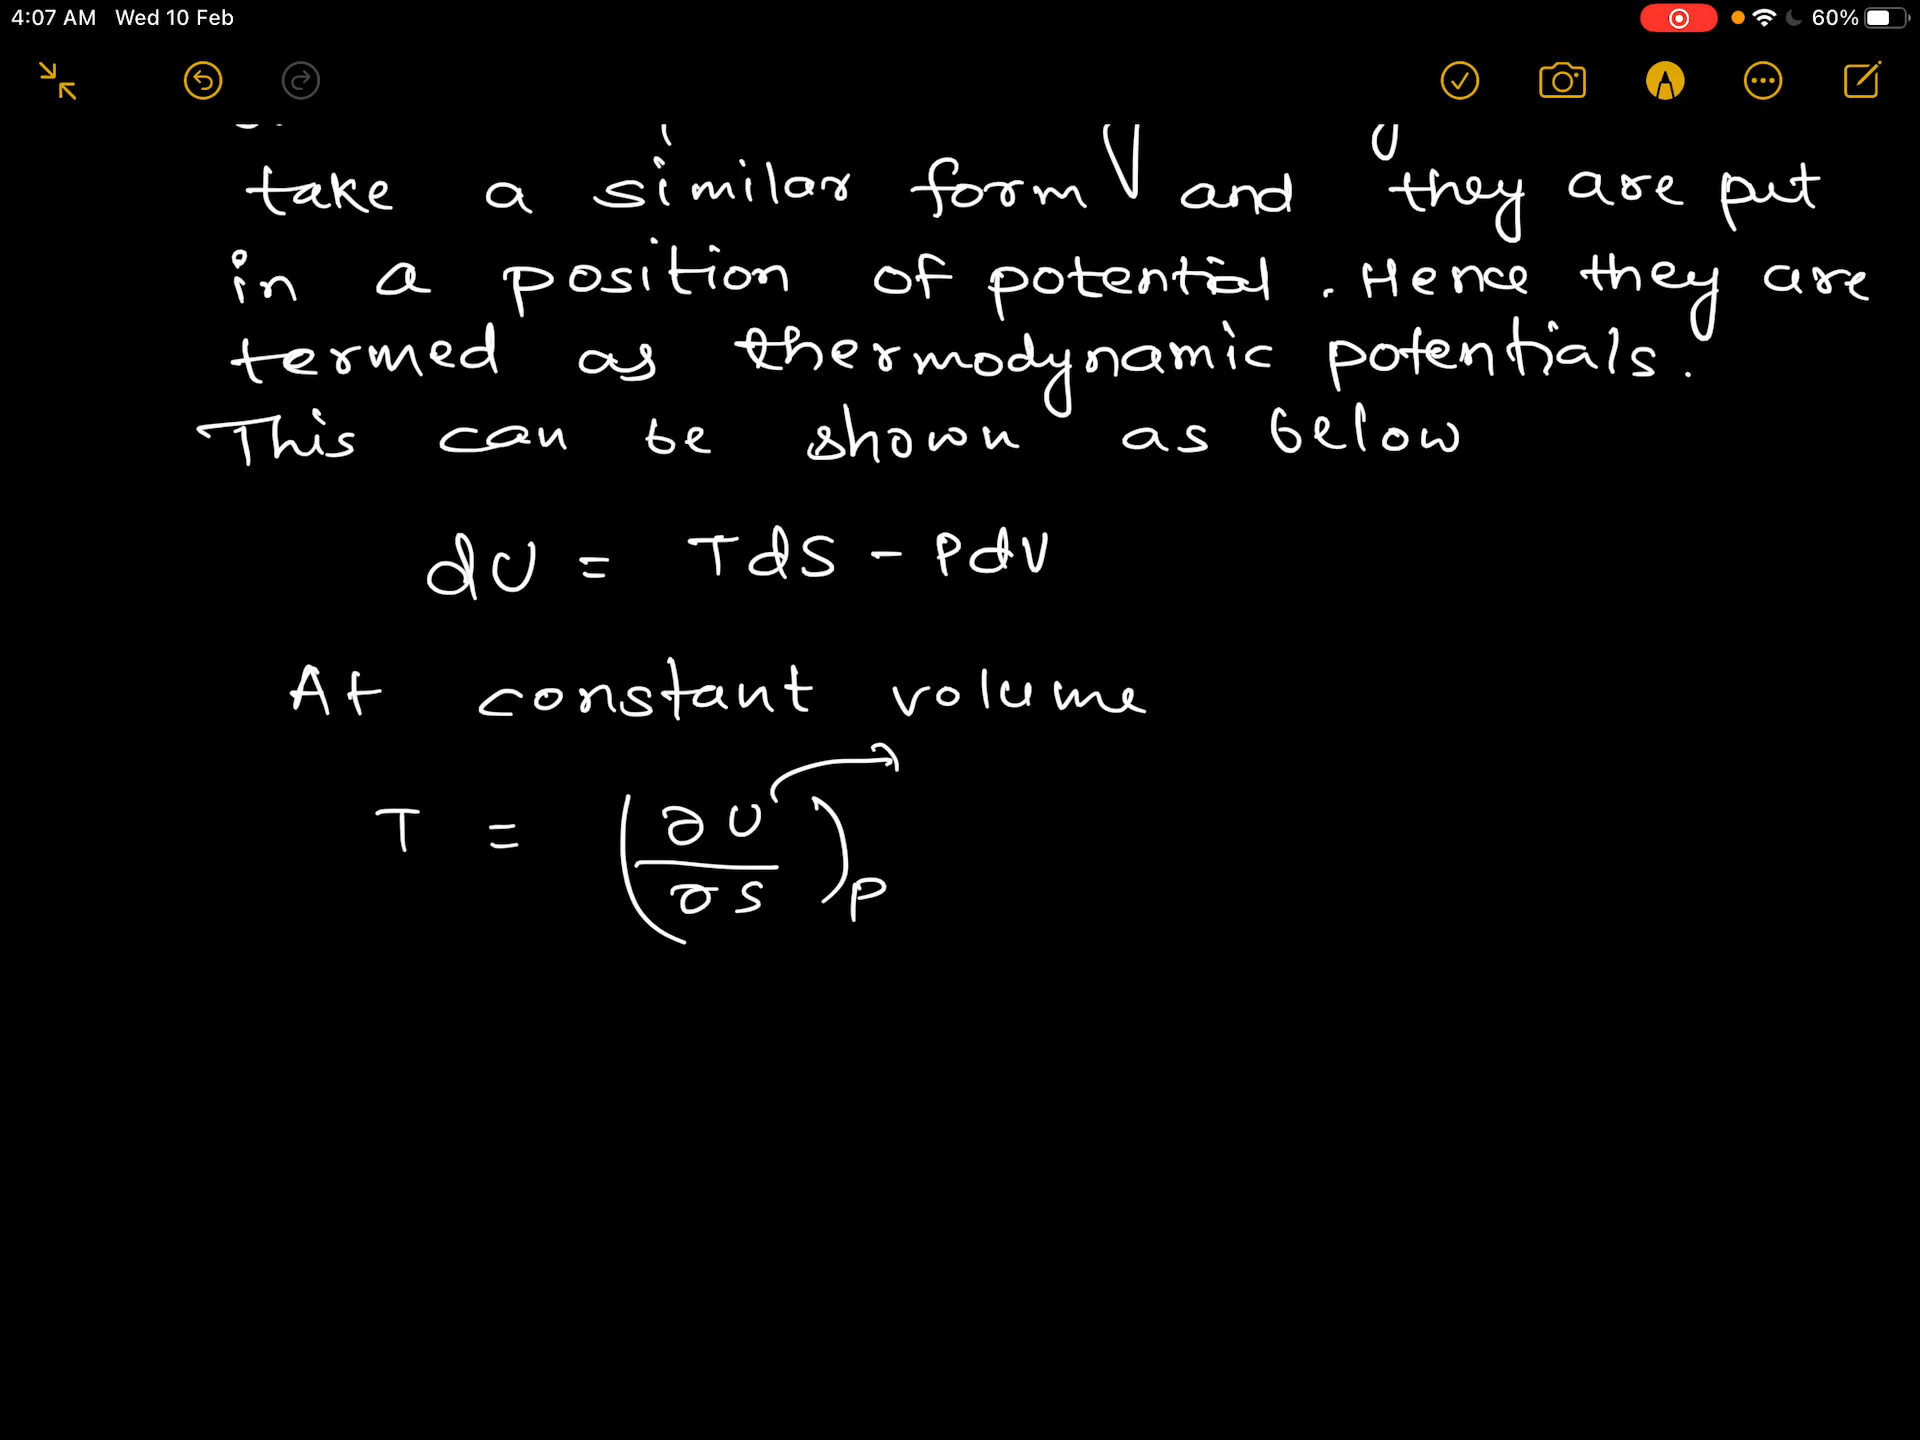 4:07 AM Wed 10 Feb 60%
take a similar form and they are put
in a position of potential. Hence they are
termed as thermodynamic potentials.
This can be shown as below
dU = TdS - PdV
At constant volume
T = (∂U/∂S)P